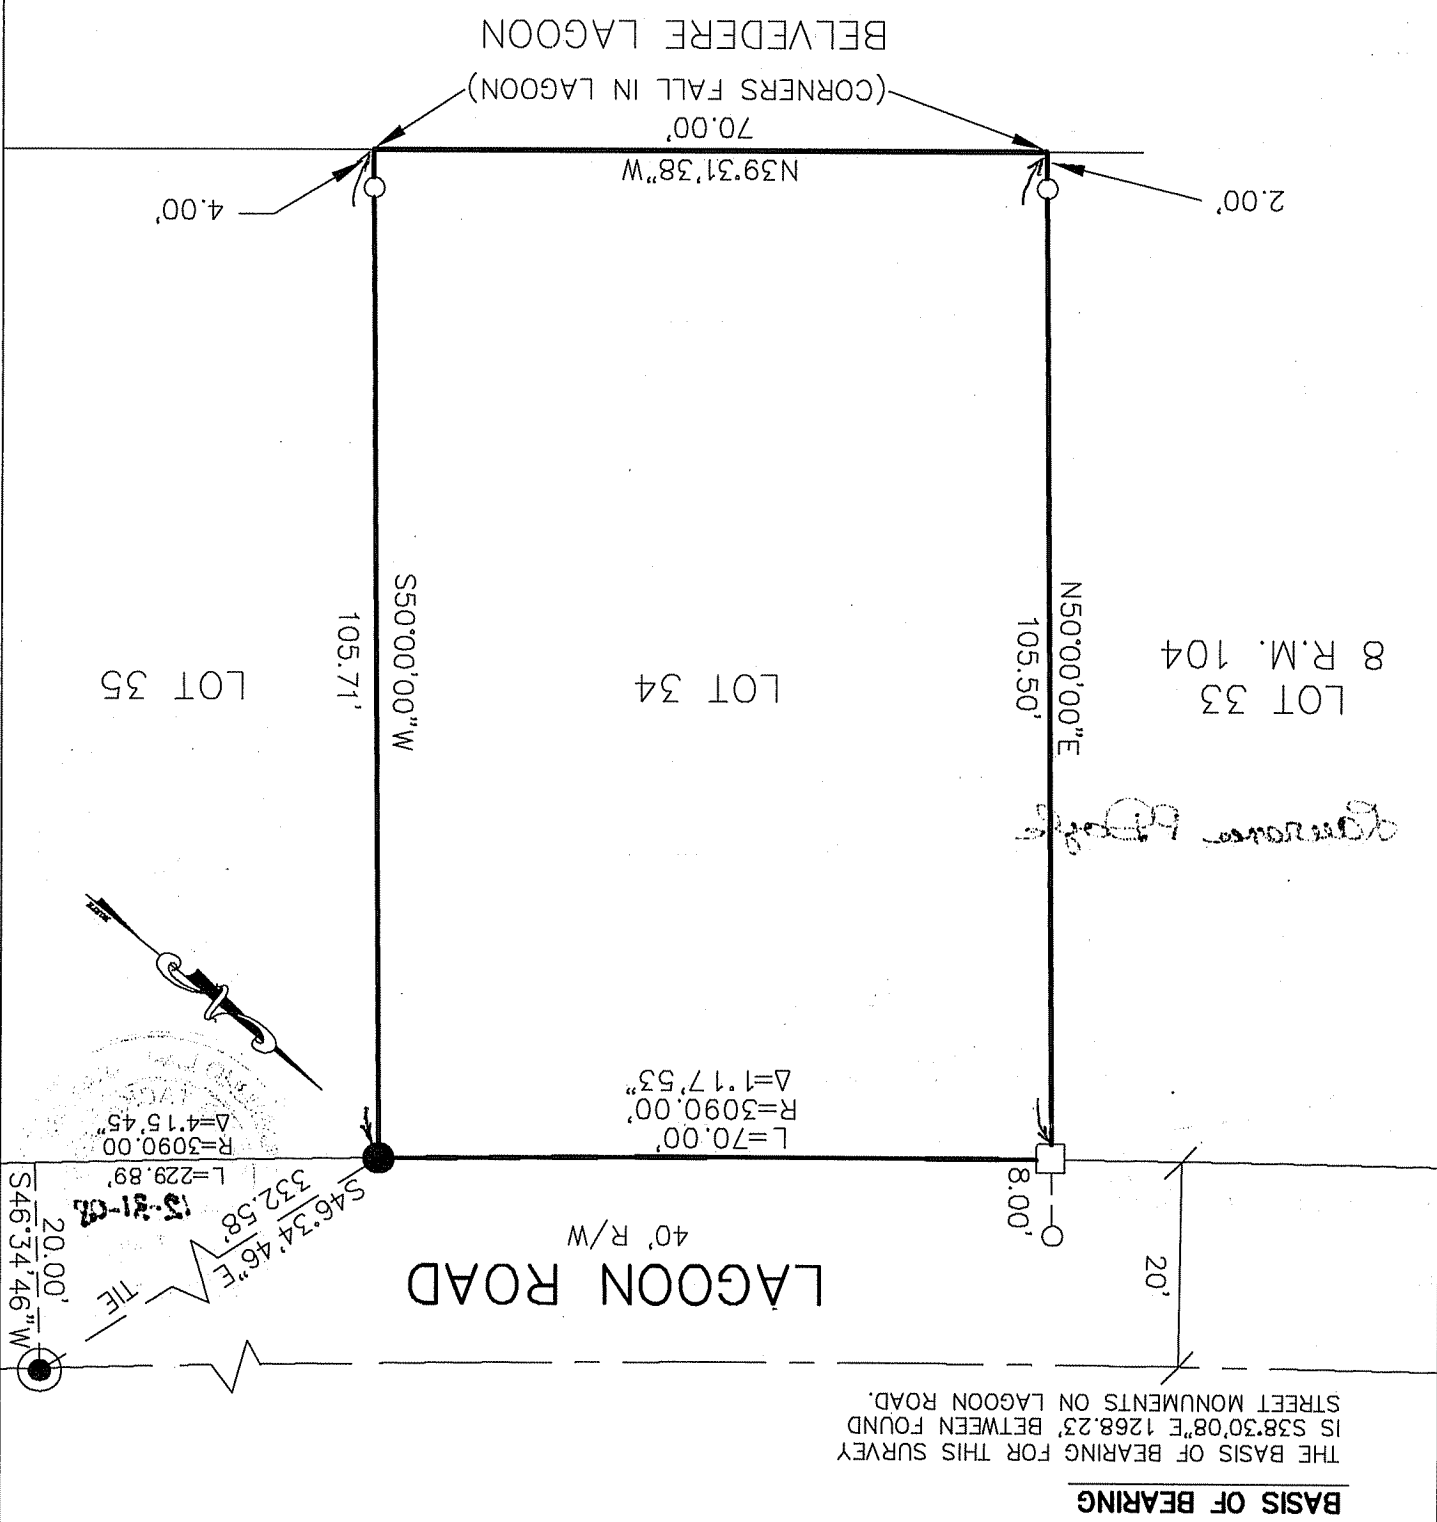 BASIS OF BEARING
THE BASIS OF BEARING FOR THIS SURVEY
IS S38°30'08"E 1268.23' BETWEEN FOUND
STREET MONUMENTS ON LAGOON ROAD.
20'
LAGOON ROAD
40' R/W
TIE
S46°34'46"E
332.58'
20.00'
S46°34'46"W
8.00'
12-31-08
L=229.89'
R=3090.00
Δ=4°15'45"
L=70.00'
R=3090.00'
Δ=1°17'53"
LOT 33
8 R.M. 104
N50°00'00"E
105.50'
LOT 34
S50°00'00"W
105.71'
LOT 35
2.00'
4.00'
N39°31'38"W
70.00'
(CORNERS FALL IN LAGOON)
BELVEDERE LAGOON